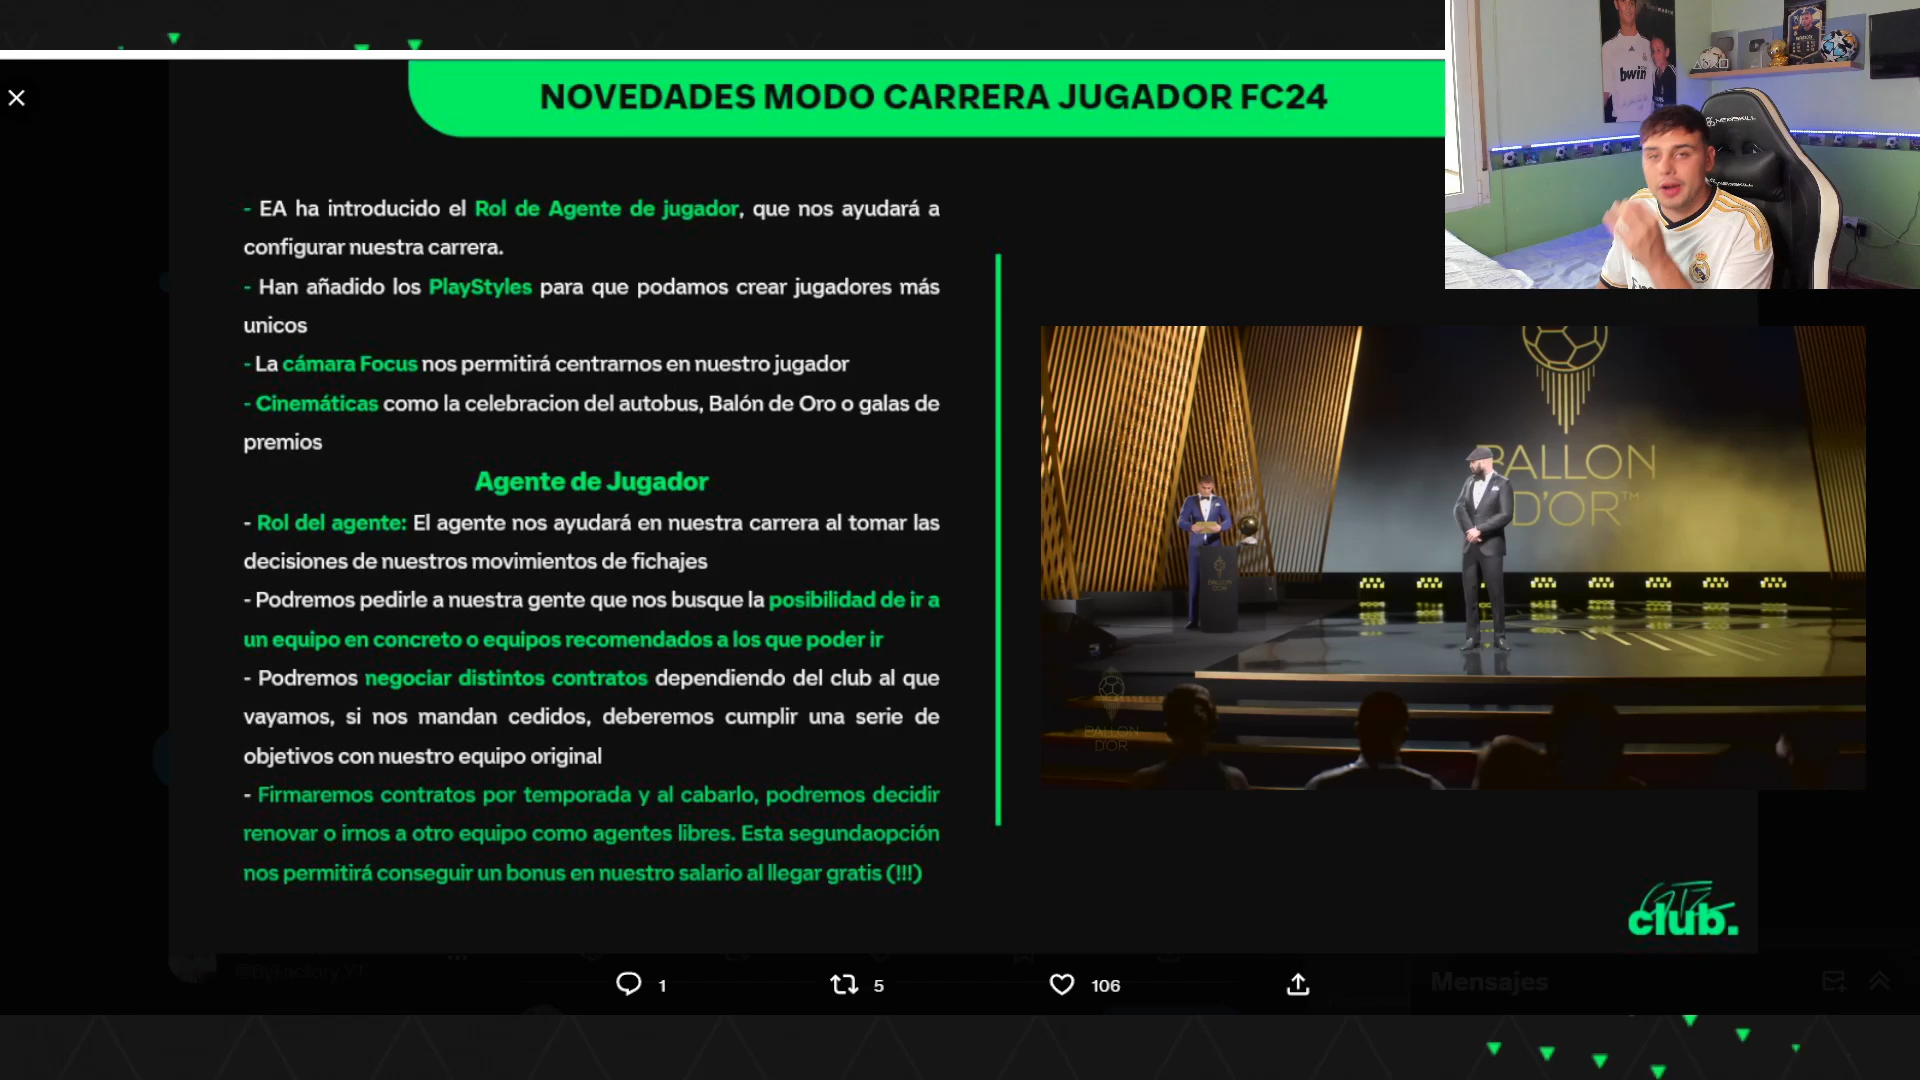 NOVEDADES MODO CARRERA JUGADOR FC24
- EA ha introducido el Rol de Agente de jugador, que nos ayudará a
configurar nuestra carrera.
- Han añadido los PlayStyles para que podamos crear jugadores más
unicos
- La cámara Focus nos permitirá centrarnos en nuestro jugador
- Cinemáticas como la celebracion del autobus, Balón de Oro o galas de
premios
Agente de Jugador
- Rol del agente: El agente nos ayudará en nuestra carrera al tomar las
decisiones de nuestros movimientos de fichajes
- Podremos pedirle a nuestra gente que nos busque la posibilidad de ir a
un equipo en concreto o equipos recomendados a los que poder ir
- Podremos negociar distintos contratos dependiendo del club al que
vayamos, si nos mandan cedidos, deberemos cumplir una serie de
objetivos con nuestro equipo original
- Firmaremos contratos por temporada y al cabarlo, podremos decidir
renovar o irnos a otro equipo como agentes libres. Esta segundaopción
nos permitirá conseguir un bonus en nuestro salario al llegar gratis (!!!)
bwin
NEWSKILL
BALLON
D'OR™
BALLON
D'OR
BALLON
D'OR
club.
@ByFactory YT
1
5
106
Mensajes